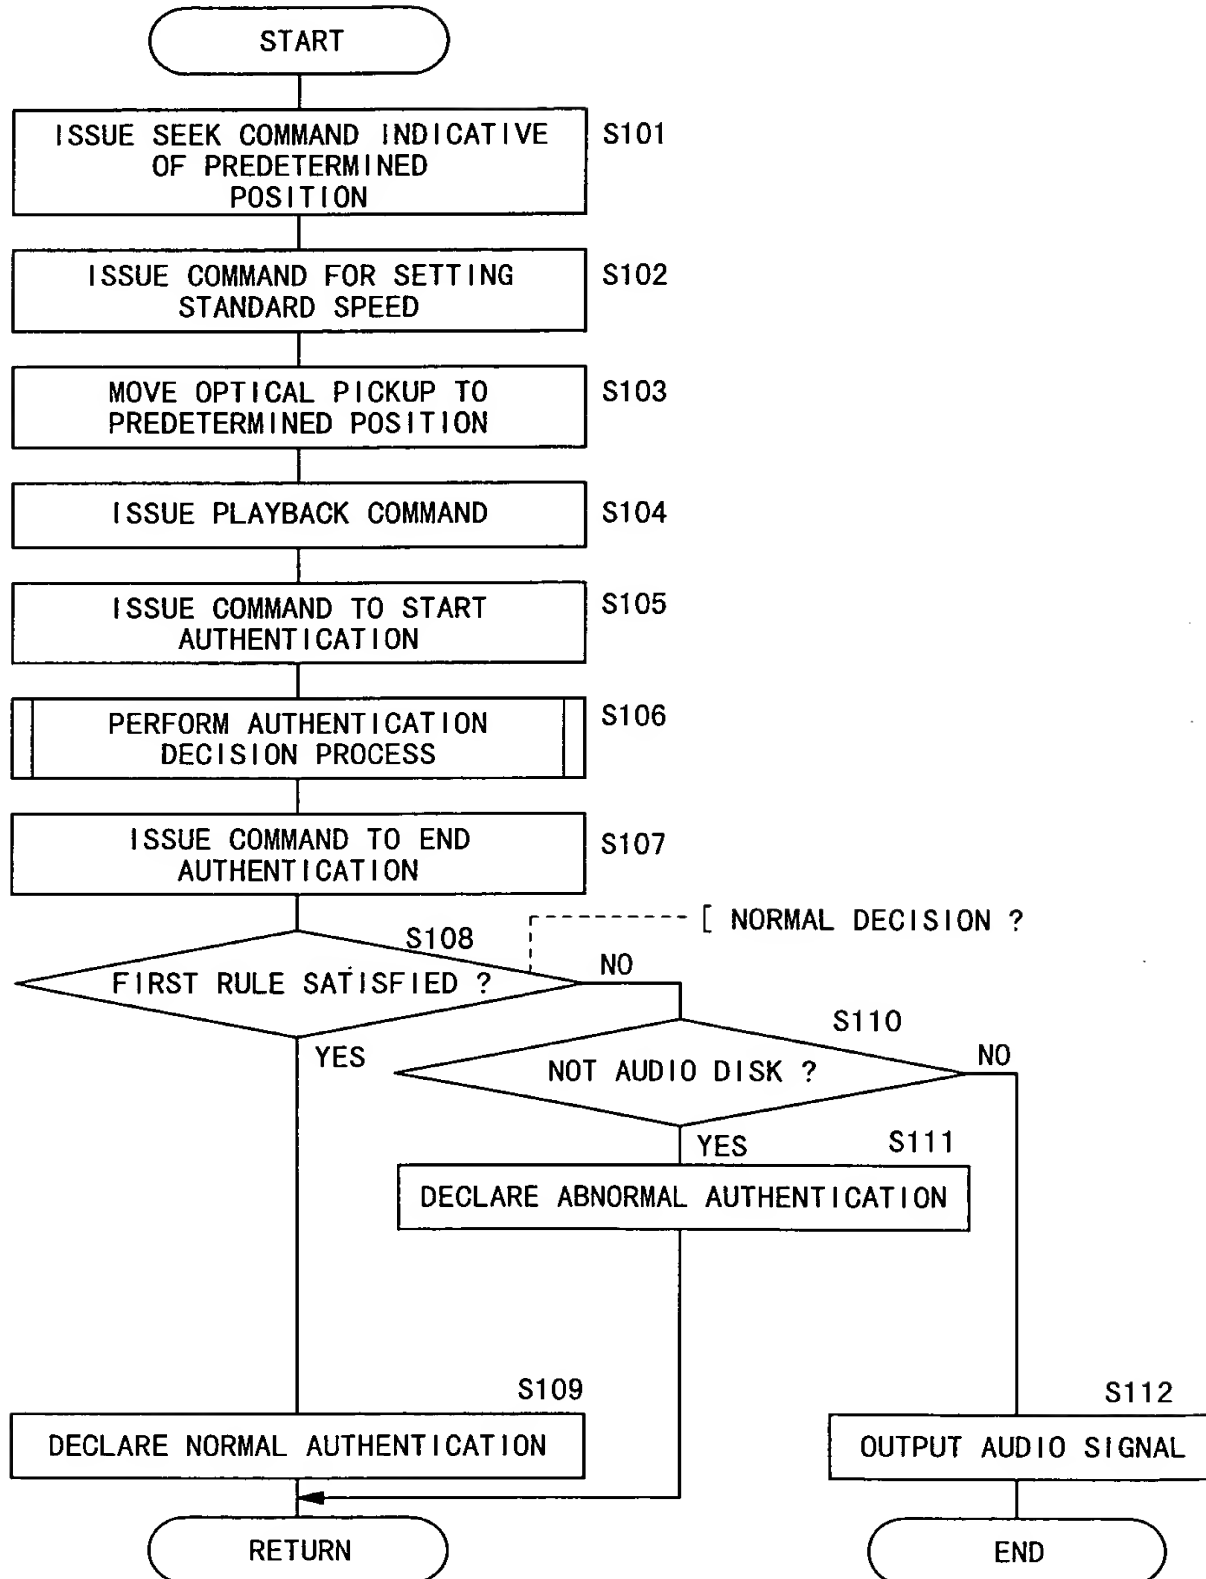 START
ISSUE SEEK COMMAND INDICATIVE
OF PREDETERMINED
POSITION
S101
ISSUE COMMAND FOR SETTING
STANDARD SPEED
S102
MOVE OPTICAL PICKUP TO
PREDETERMINED POSITION
S103
ISSUE PLAYBACK COMMAND
S104
ISSUE COMMAND TO START
AUTHENTICATION
S105
PERFORM AUTHENTICATION
DECISION PROCESS
S106
ISSUE COMMAND TO END
AUTHENTICATION
S107
[ NORMAL DECISION ?
S108
FIRST RULE SATISFIED ?
NO
YES
S110
NOT AUDIO DISK ?
NO
YES
S111
DECLARE ABNORMAL AUTHENTICATION
S109
DECLARE NORMAL AUTHENTICATION
S112
OUTPUT AUDIO SIGNAL
RETURN
END